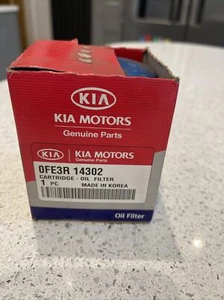 KIA
KIA MOTORS
Genuine Parts
KIA KIA MOTORS
0FE3R 14302
CARTRIDGE - OIL FILTER
1 PC MADE IN KOREA
Oil Filter